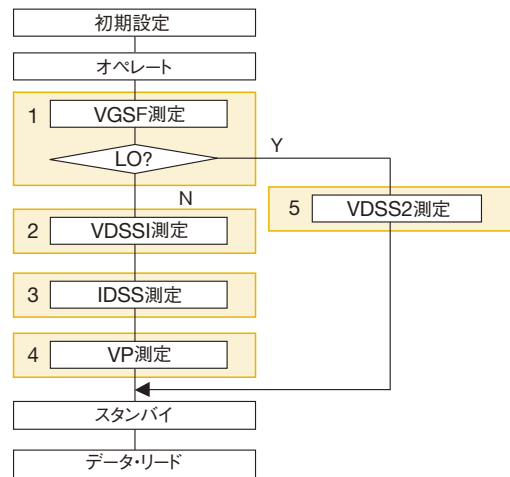 初期設定
オペレート
1
VGSF測定
LO?
Y
N
2
VDSSI測定
5
VDSS2測定
3
IDSS測定
4
VP測定
スタンバイ
データ・リード